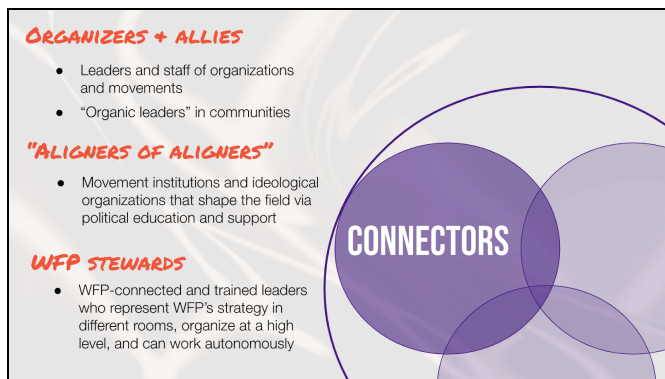 ORGANIZERS + ALLIES
● Leaders and staff of organizations
and movements
● “Organic leaders” in communities
“ALIGNERS OF ALIGNERS”
● Movement institutions and ideological
organizations that shape the field via
political education and support
WFP STEWARDS
● WFP-connected and trained leaders
who represent WFP’s strategy in
different rooms, organize at a high
level, and can work autonomously
CONNECTORS